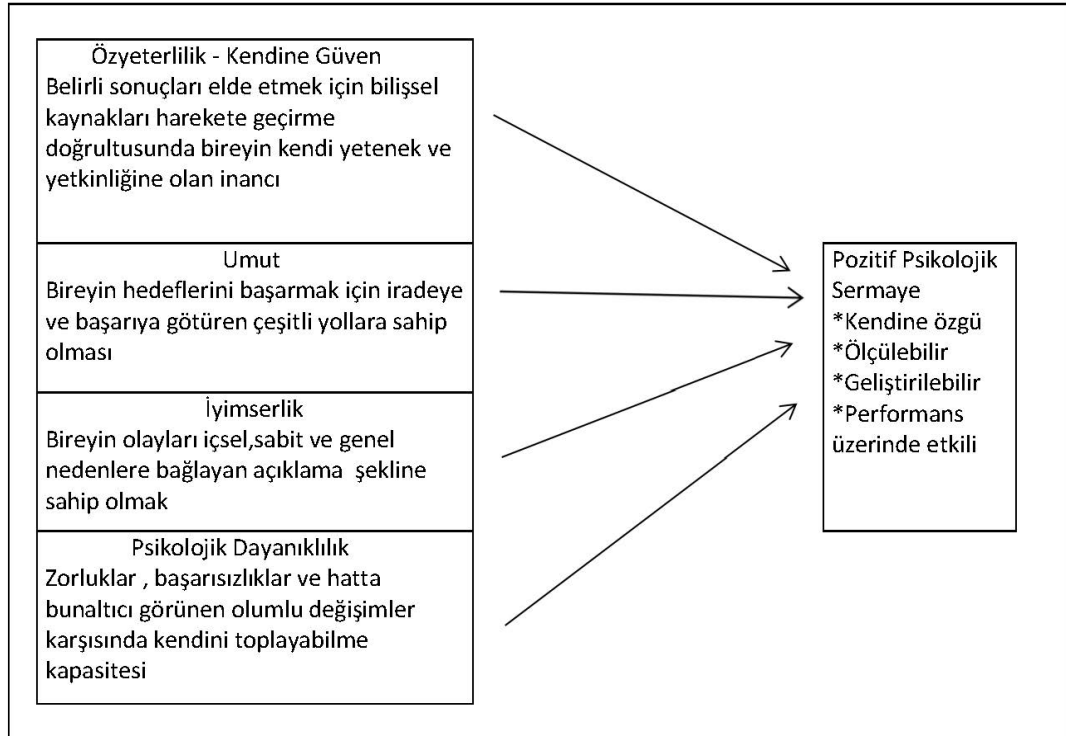 Özyeterlilik - Kendine Güven
Belirli sonuçları elde etmek için bilişsel
kaynakları harekete geçirme
doğrultusunda bireyin kendi yetenek ve
yetkinliğine olan inancı
Umut
Bireyin hedeflerini başarmak için iradeye
ve başarıya götüren çeşitli yollara sahip
olması
İyimserlik
Bireyin olayları içsel,sabit ve genel
nedenlere bağlayan açıklama şekline
sahip olmak
Psikolojik Dayanıklılık
Zorluklar , başarısızlıklar ve hatta
bunaltıcı görünen olumlu değişimler
karşısında kendini toplayabilme
kapasitesi
Pozitif Psikolojik
Sermaye
*Kendine özgü
*Ölçülebilir
*Geliştirilebilir
*Performans
üzerinde etkili